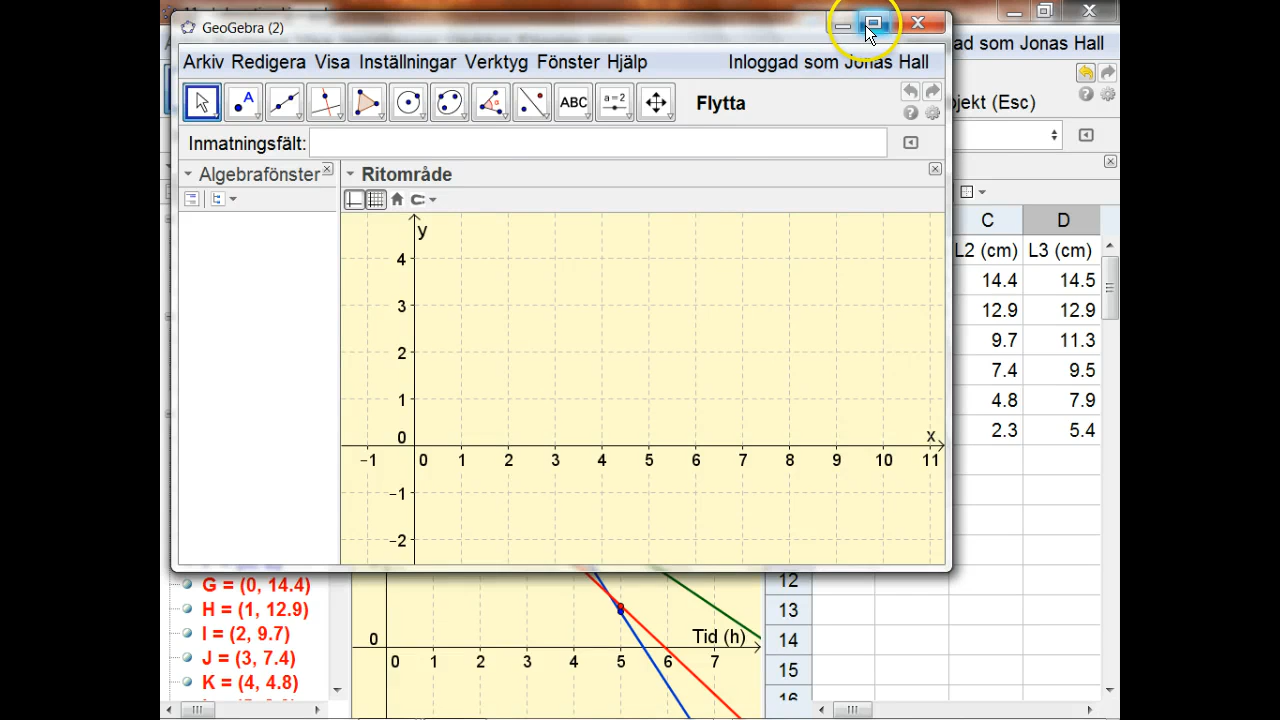 GeoGebra (2)
Arkiv Redigera Visa Inställningar Verktyg Fönster Hjälp Inloggad som Jonas Hall
ad som Jonas Hall
A
ABC
a = 2
Flytta
ojekt (Esc)
Inmatningsfält:
Algebrafönster
Ritområde
y
4
3
2
1
0
−1
−2
x
−1 0 1 2 3 4 5 6 7 8 9 10 11
C D
L2 (cm) L3 (cm)
14.4 14.5
12.9 12.9
9.7 11.3
7.4 9.5
4.8 7.9
2.3 5.4
G = (0, 14.4)
H = (1, 12.9)
I = (2, 9.7)
J = (3, 7.4)
K = (4, 4.8)
0
Tid (h)
0 1 2 3 4 5 6 7
12
13
14
15
16